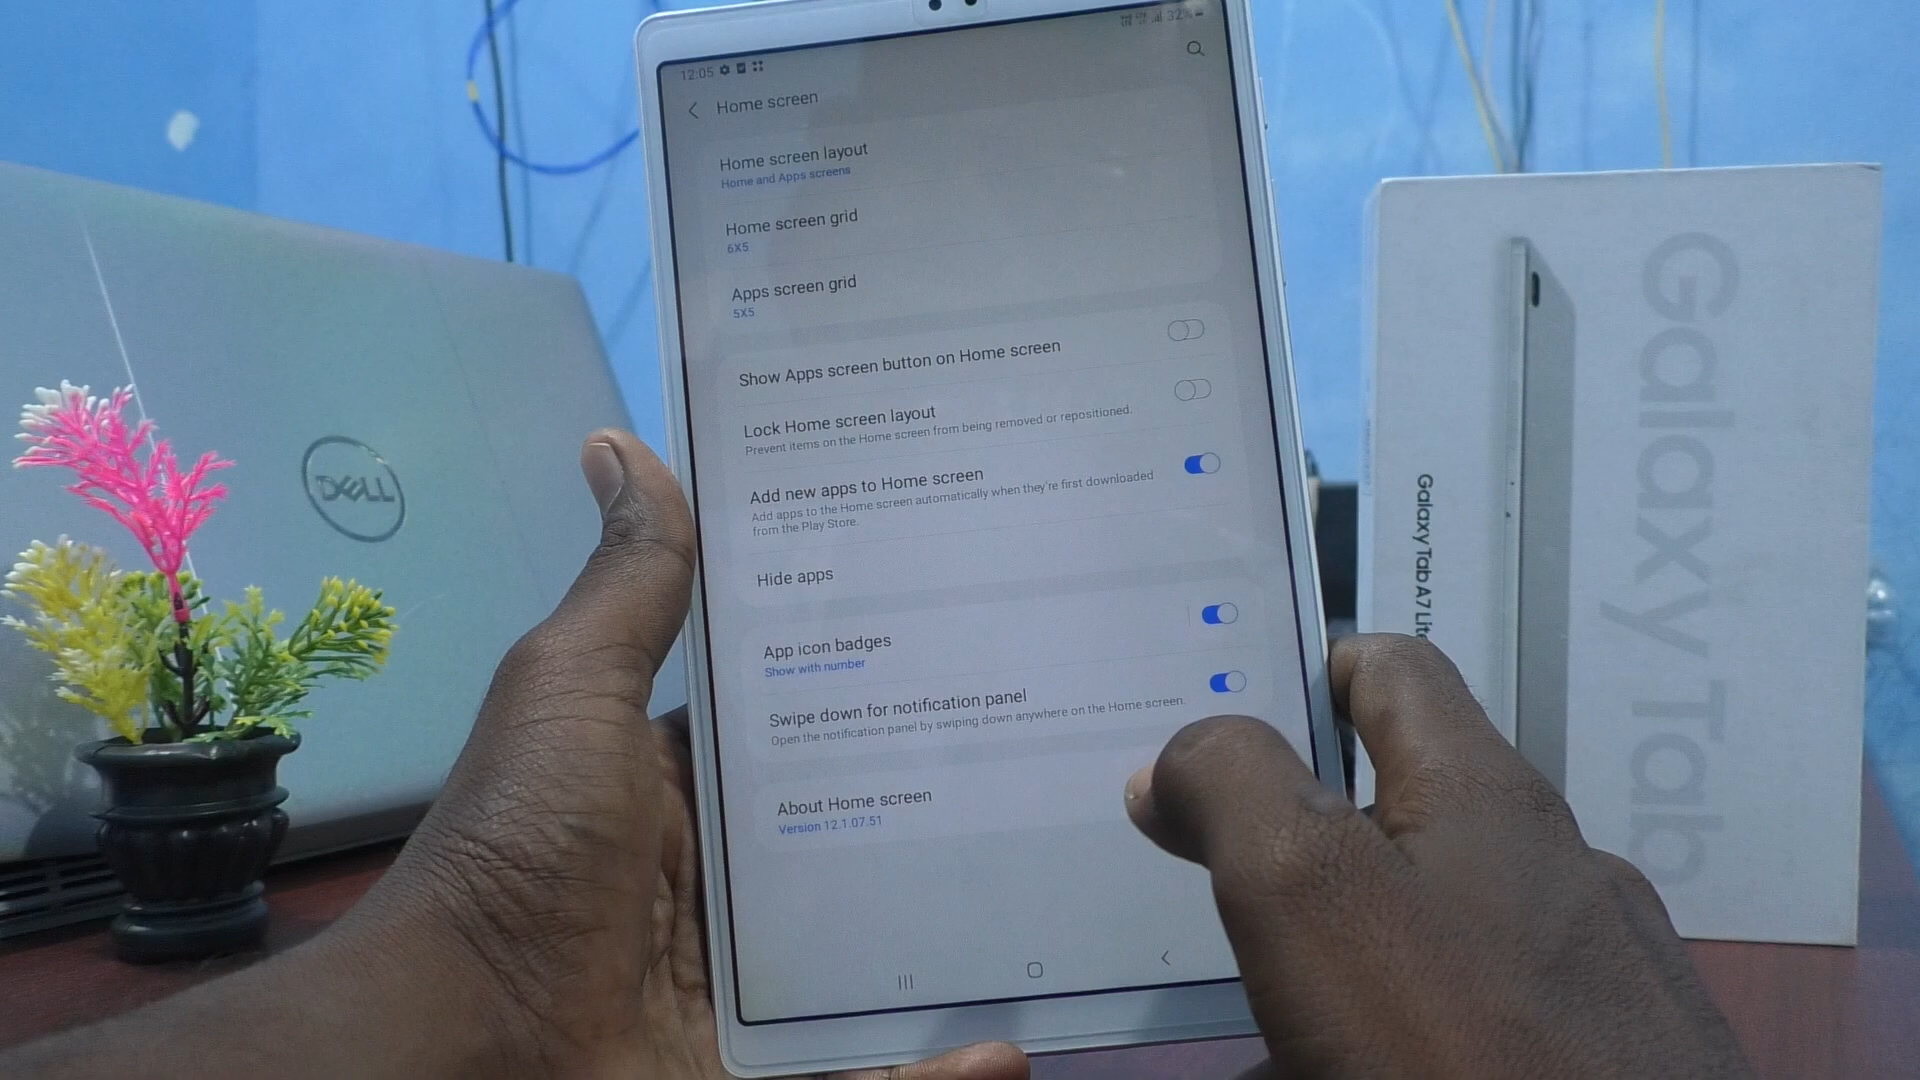 12:05
32%
Home screen
Home screen layout
Home and Apps screens
Home screen grid
6X5
Apps screen grid
5X5
Show Apps screen button on Home screen
Lock Home screen layout
Prevent items on the Home screen from being removed or repositioned.
Add new apps to Home screen
Add apps to the Home screen automatically when they're first downloaded
from the Play Store.
Hide apps
App icon badges
Show with number
Swipe down for notification panel
Open the notification panel by swiping down anywhere on the Home screen.
About Home screen
Version 12.1.07.51
DELL
Galaxy Tab A7 Lite
Galaxy Tab